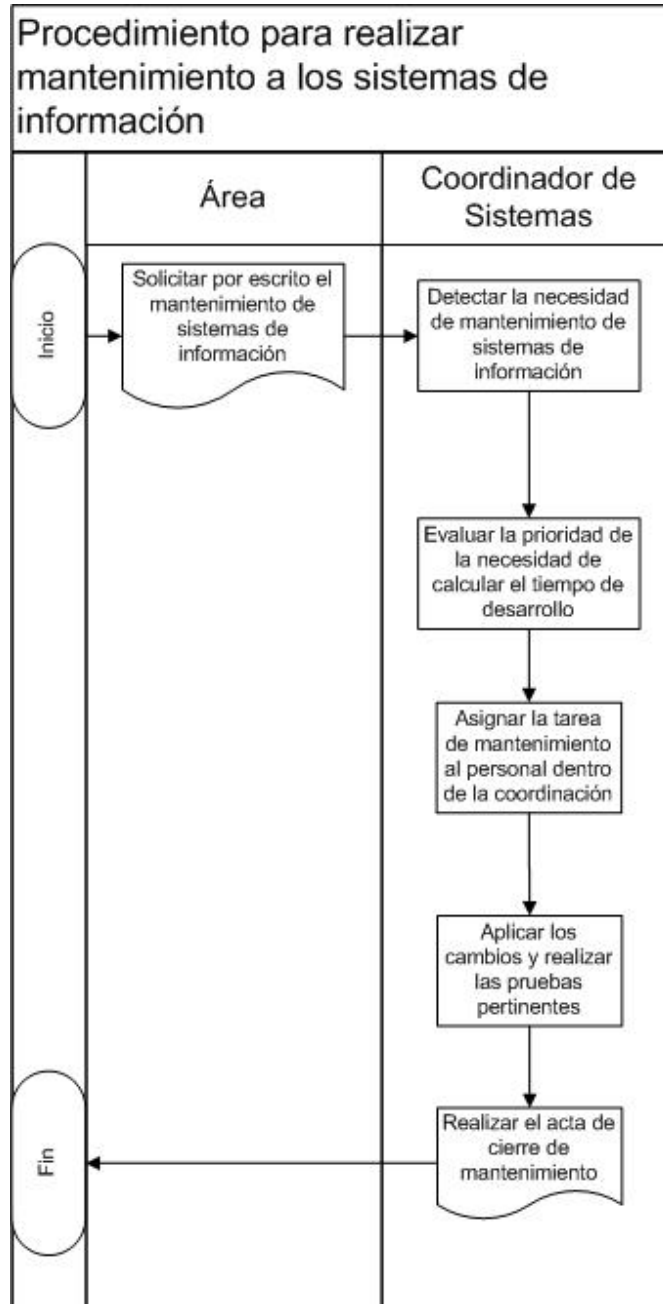 Procedimiento para realizar
mantenimiento a los sistemas de
información
Área
Coordinador de
Sistemas
Inicio
Solicitar por escrito el
mantenimiento de
sistemas de
información
Detectar la necesidad
de mantenimiento de
sistemas de
información
Evaluar la prioridad de
la necesidad de
calcular el tiempo de
desarrollo
Asignar la tarea
de mantenimiento
al personal dentro
de la coordinación
Aplicar los
cambios y realizar
las pruebas
pertinentes
Realizar el acta de
cierre de
mantenimiento
Fin